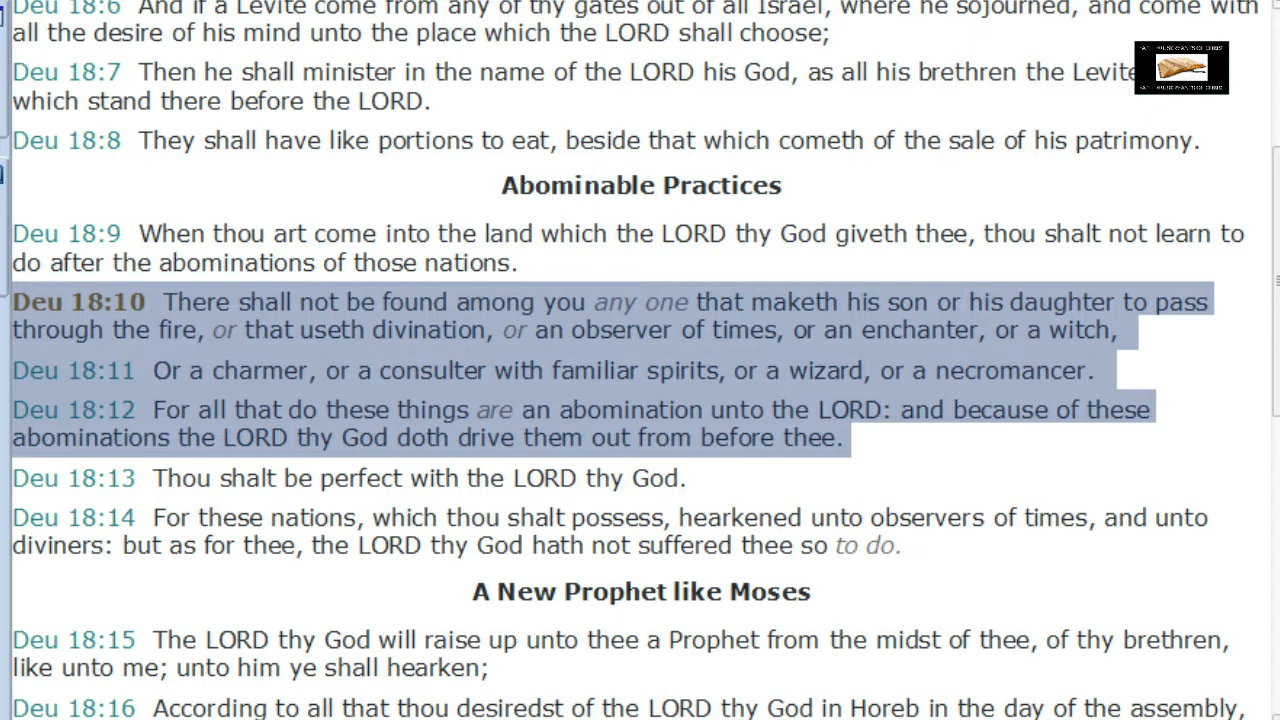 Deu 18:6 And if a Levite come from any of thy gates out of all Israel, where he sojourned, and come with
all the desire of his mind unto the place which the LORD shall choose;
Deu 18:7 Then he shall minister in the name of the LORD his God, as all his brethren the Levite
which stand there before the LORD.
Deu 18:8 They shall have like portions to eat, beside that which cometh of the sale of his patrimony.
Abominable Practices
Deu 18:9 When thou art come into the land which the LORD thy God giveth thee, thou shalt not learn to
do after the abominations of those nations.
Deu 18:10 There shall not be found among you any one that maketh his son or his daughter to pass
through the fire, or that useth divination, or an observer of times, or an enchanter, or a witch,
Deu 18:11 Or a charmer, or a consulter with familiar spirits, or a wizard, or a necromancer.
Deu 18:12 For all that do these things are an abomination unto the LORD: and because of these
abominations the LORD thy God doth drive them out from before thee.
Deu 18:13 Thou shalt be perfect with the LORD thy God.
Deu 18:14 For these nations, which thou shalt possess, hearkened unto observers of times, and unto
diviners: but as for thee, the LORD thy God hath not suffered thee so to do.
A New Prophet like Moses
Deu 18:15 The LORD thy God will raise up unto thee a Prophet from the midst of thee, of thy brethren,
like unto me; unto him ye shall hearken;
Deu 18:16 According to all that thou desiredst of the LORD thy God in Horeb in the day of the assembly,